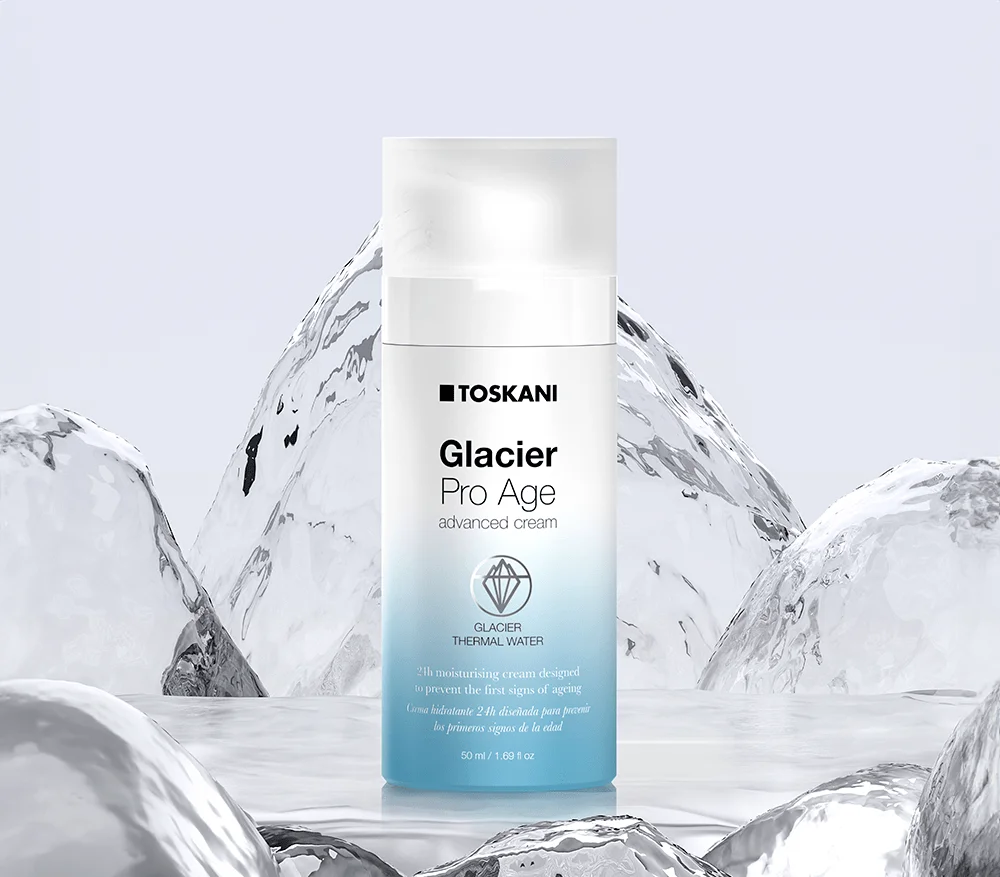 TOSKANI
Glacier
Pro Age
advanced cream
GLACIER
THERMAL WATER
24h moisturising cream designed
to prevent the first signs of ageing
Crema hidratante 24h diseñada para prevenir
los primeros signos de la edad
50 ml / 1.69 fl oz